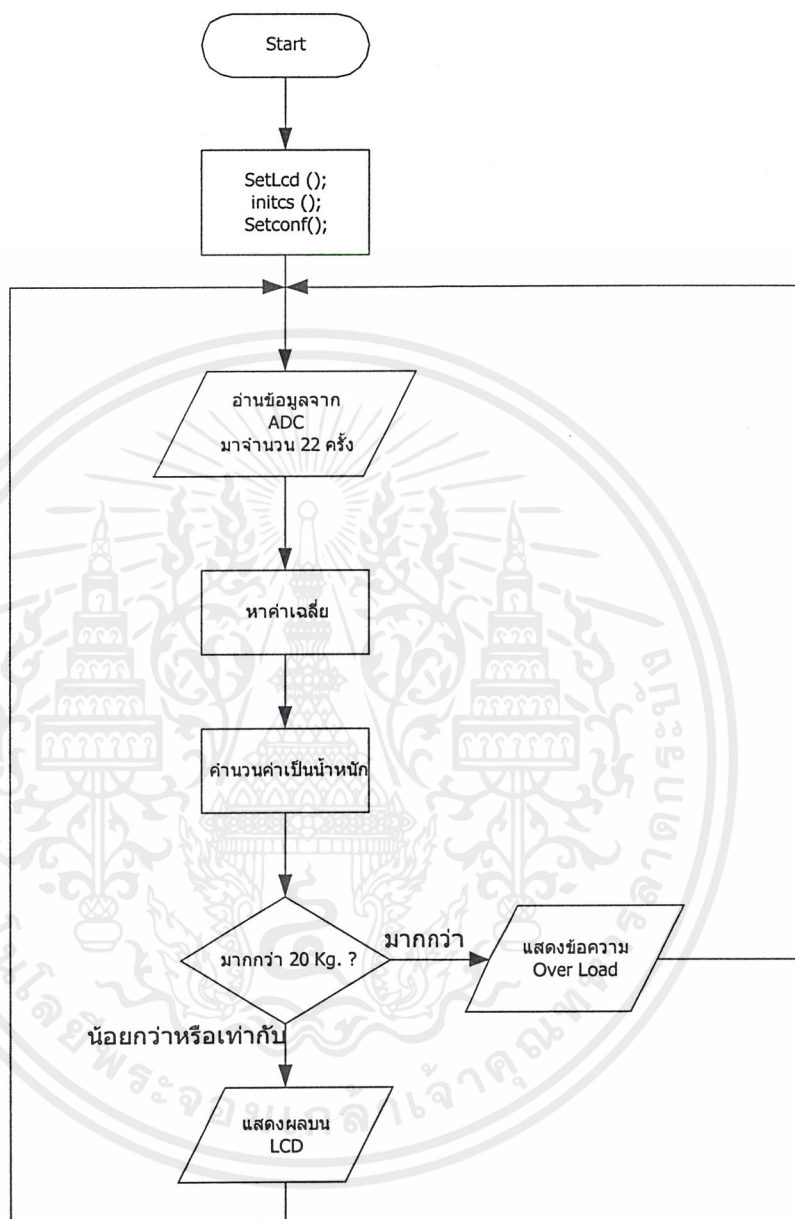 Start
SetLcd ();
initcs ();
Setconf();
อ่านข้อมูลจาก
ADC
มาจำนวน 22 ครั้ง
หาค่าเฉลี่ย
คำนวนค่าเป็นน้ำหนัก
มากกว่า 20 Kg. ?
มากกว่า
แสดงข้อความ
Over Load
น้อยกว่าหรือเท่ากับ
แสดงผลบน
LCD